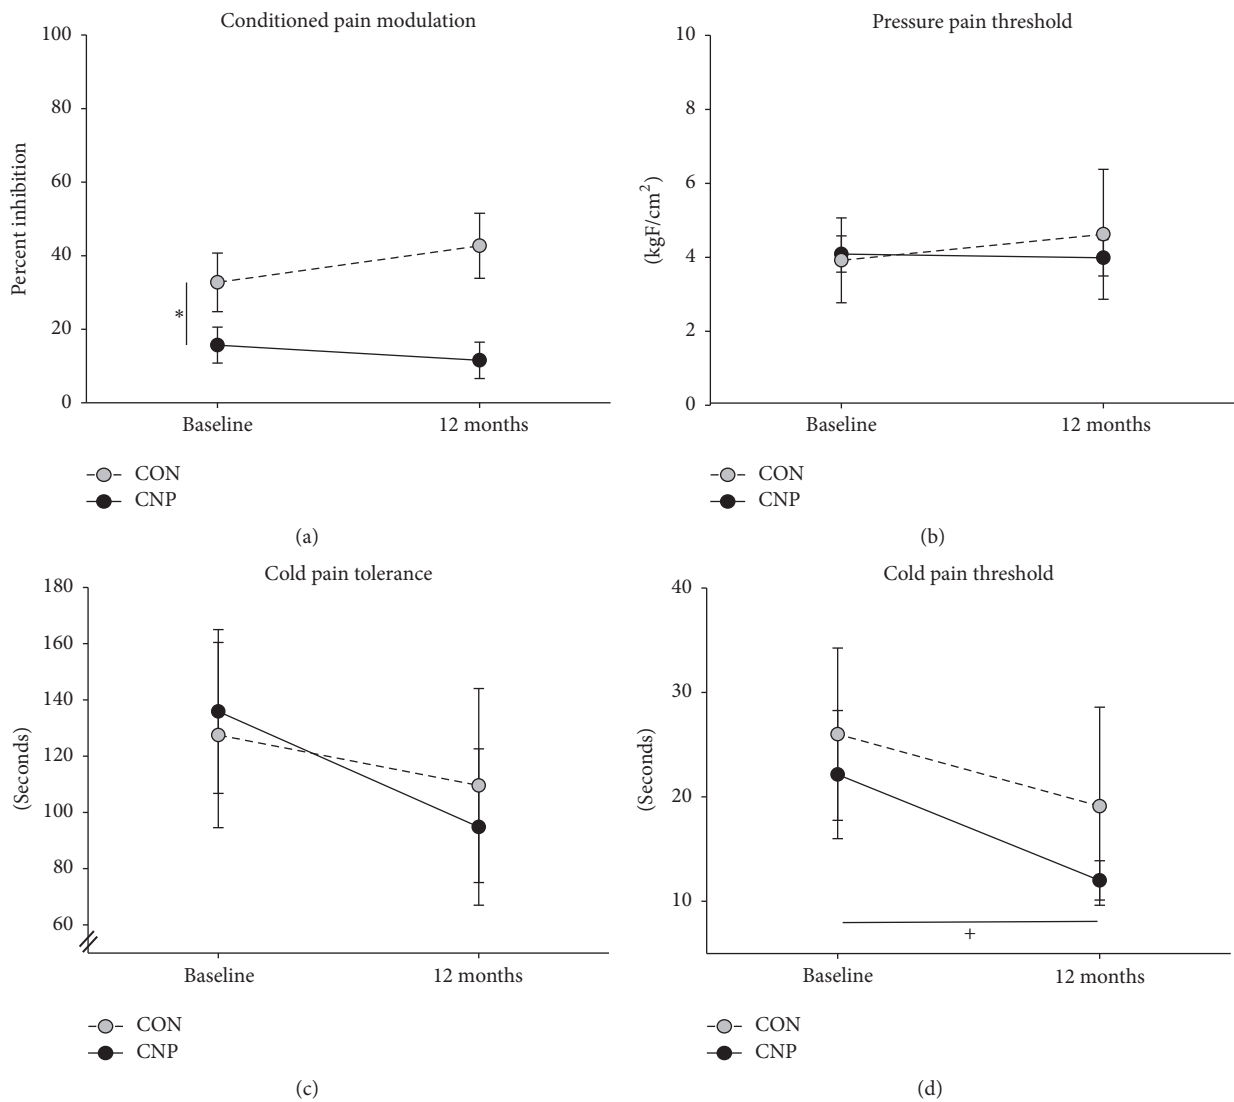 Conditioned pain modulation
100
80
60
40
20
0
Percent inhibition
*
Baseline
12 months
CON
CNP
(a)
Pressure pain threshold
10
8
6
4
2
0
(kgF/cm²)
Baseline
12 months
CON
CNP
(b)
Cold pain tolerance
180
160
140
120
100
80
60
(Seconds)
Baseline
12 months
CON
CNP
(c)
Cold pain threshold
40
30
20
10
(Seconds)
+
Baseline
12 months
CON
CNP
(d)